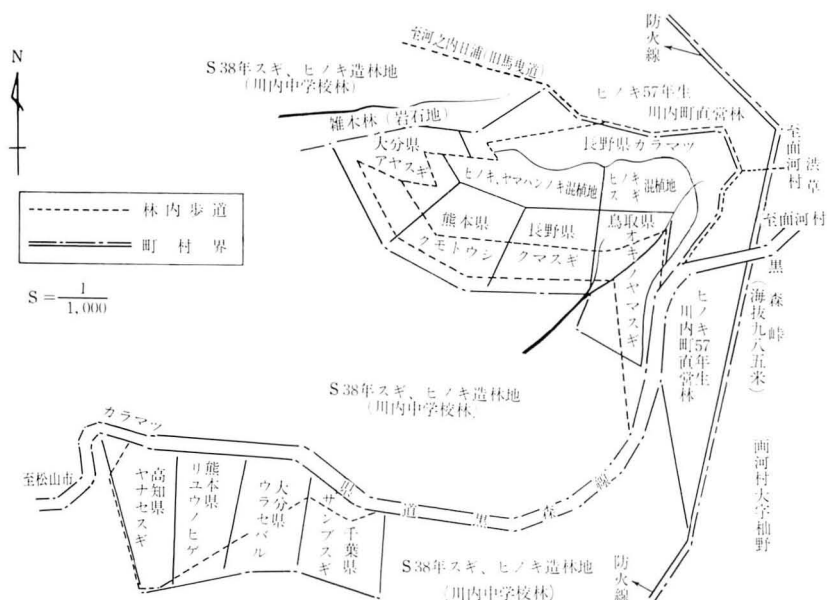 N
S38年スギ、ヒノキ造林地
(川内中学校林)
至河之内日浦(旧馬曳道)
防火線
ヒノキ57年生
川内町直営林
雑木林(岩石地)
大分県
アヤスギ
長野県カラマツ
ヒノキ、ヤマハンノキ混植地
ヒノキ
スギ
混植地
至面河村
渋草
至面河村
熊本県
クモトウシ
長野県
クマスギ
鳥取県
オキノヤマスギ
黒森峠
(海抜九八五米)
ヒノキ57年生
川内町直営林
林内歩道
町村界
S=1/1,000
S38年スギ、ヒノキ造林地
(川内中学校林)
カラマツ
至松山市
高知県
ヤナセスギ
熊本県
リユウノヒゲ
大分県
ウラセバル
千葉県
サンブスギ
県道黒森線
画河村大字杣野
S38年スギ、ヒノキ造林地
(川内中学校林)
防火線